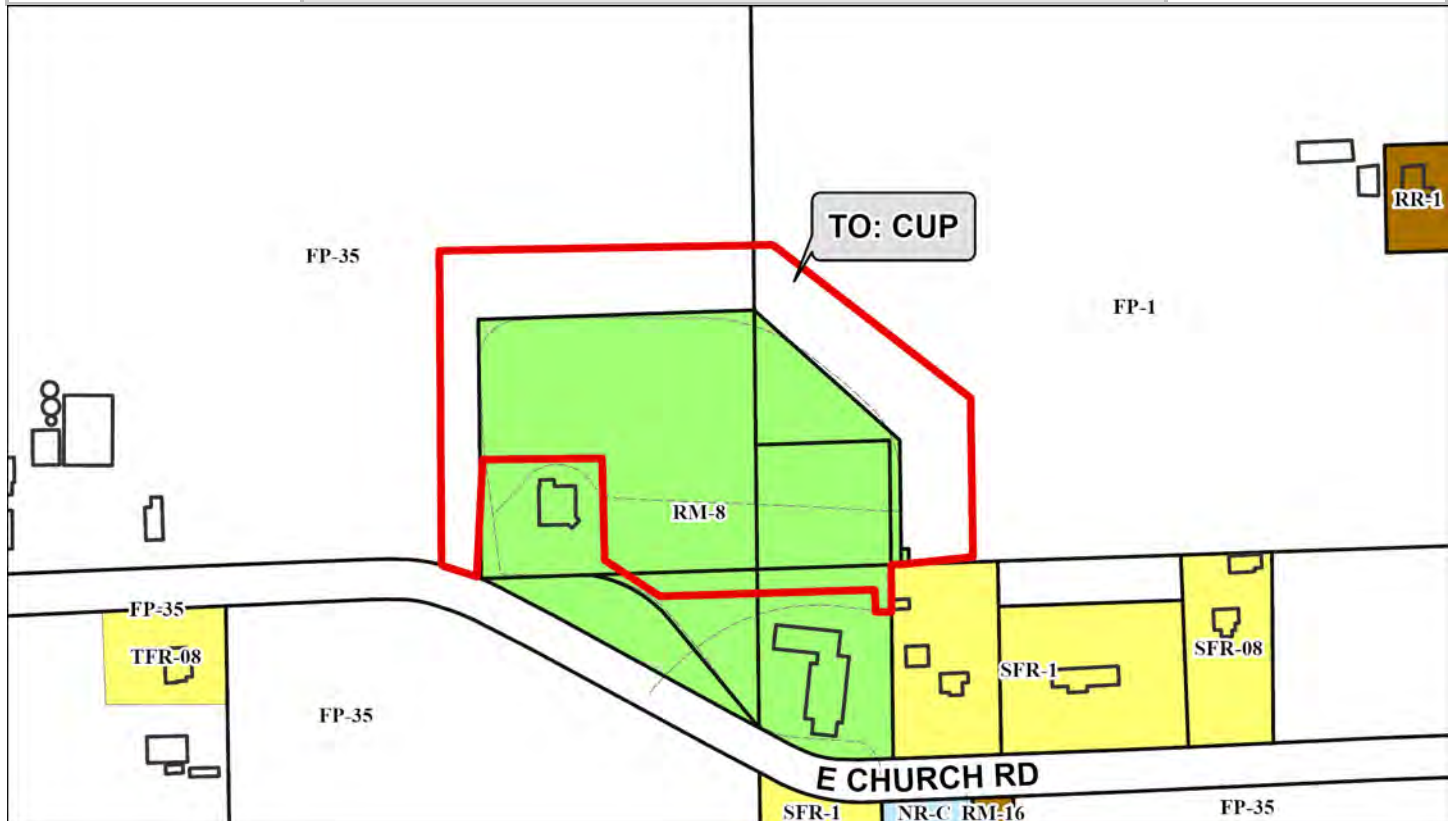 RR-1
TO: CUP
FP-35
FP-1
RM-8
FP-35
TFR-08
SFR-1
SFR-08
FP-35
E CHURCH RD
SFR-1
NR-C
RM-16
FP-35